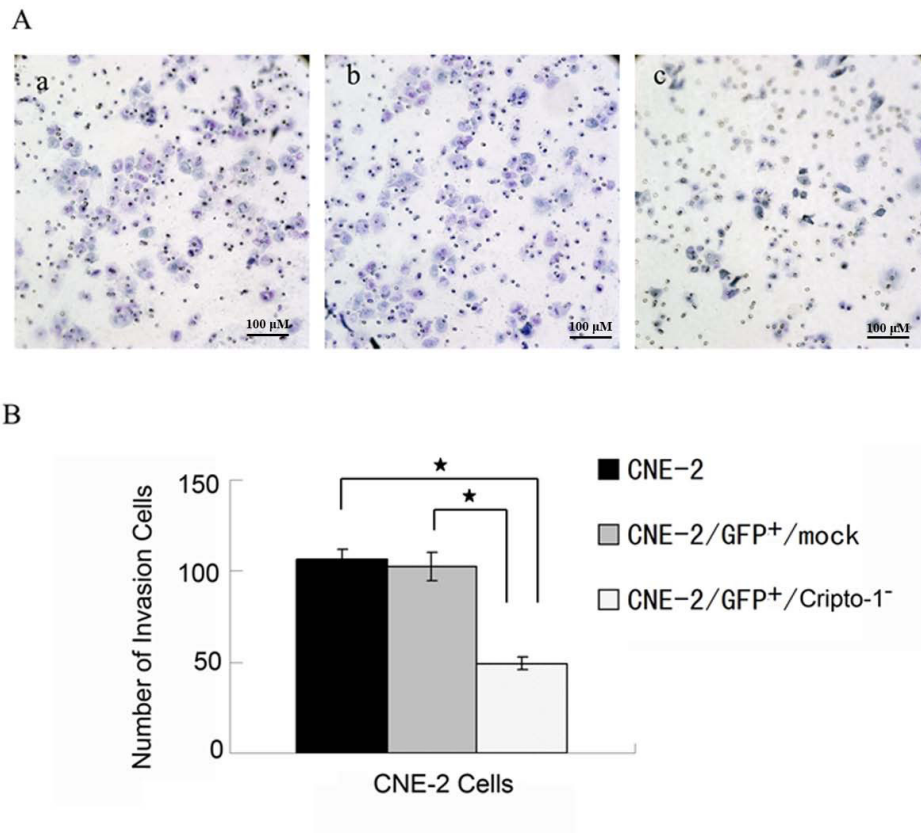 A
a
b
c
100 μM
100 μM
100 μM
B
Number of Invasion Cells
150
100
50
0
CNE-2 Cells
★
★
CNE-2
CNE-2/GFP⁺/mock
CNE-2/GFP⁺/Cripto-1⁻